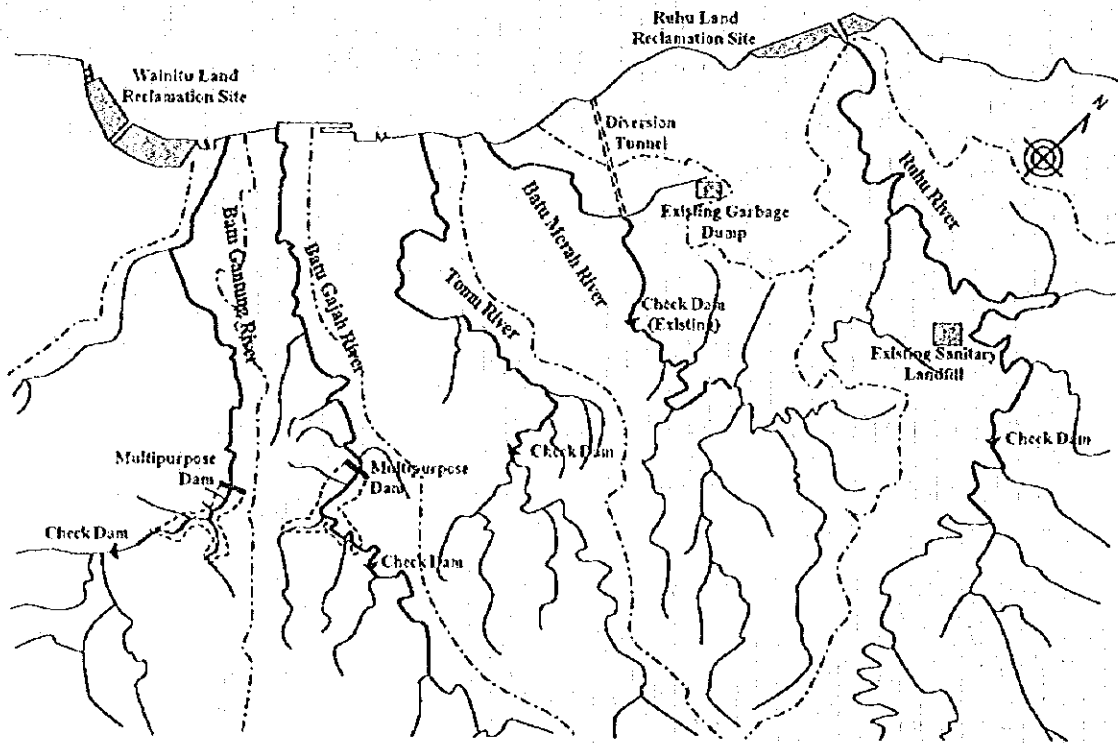 Ruhu Land
Reclamation Site
Wainitu Land
Reclamation Site
N
Diversion
Tunnel
Ruhu River
Existing Garbage
Dump
Batu Merah River
Batu Gantung River
Batu Gajah River
Tomu River
Check Dam
(Existing)
Existing Sanitary
Landfill
Check Dam
Check Dam
Multipurpose
Dam
Multipurpose
Dam
Check Dam
Check Dam